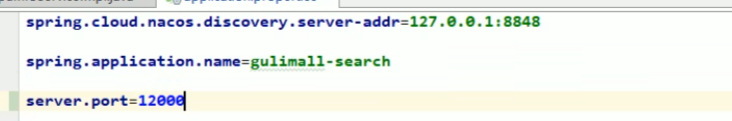 spring.cloud.nacos.discovery.server-addr=127.0.0.1:8848
spring.application.name=gulimall-search
server.port=12000